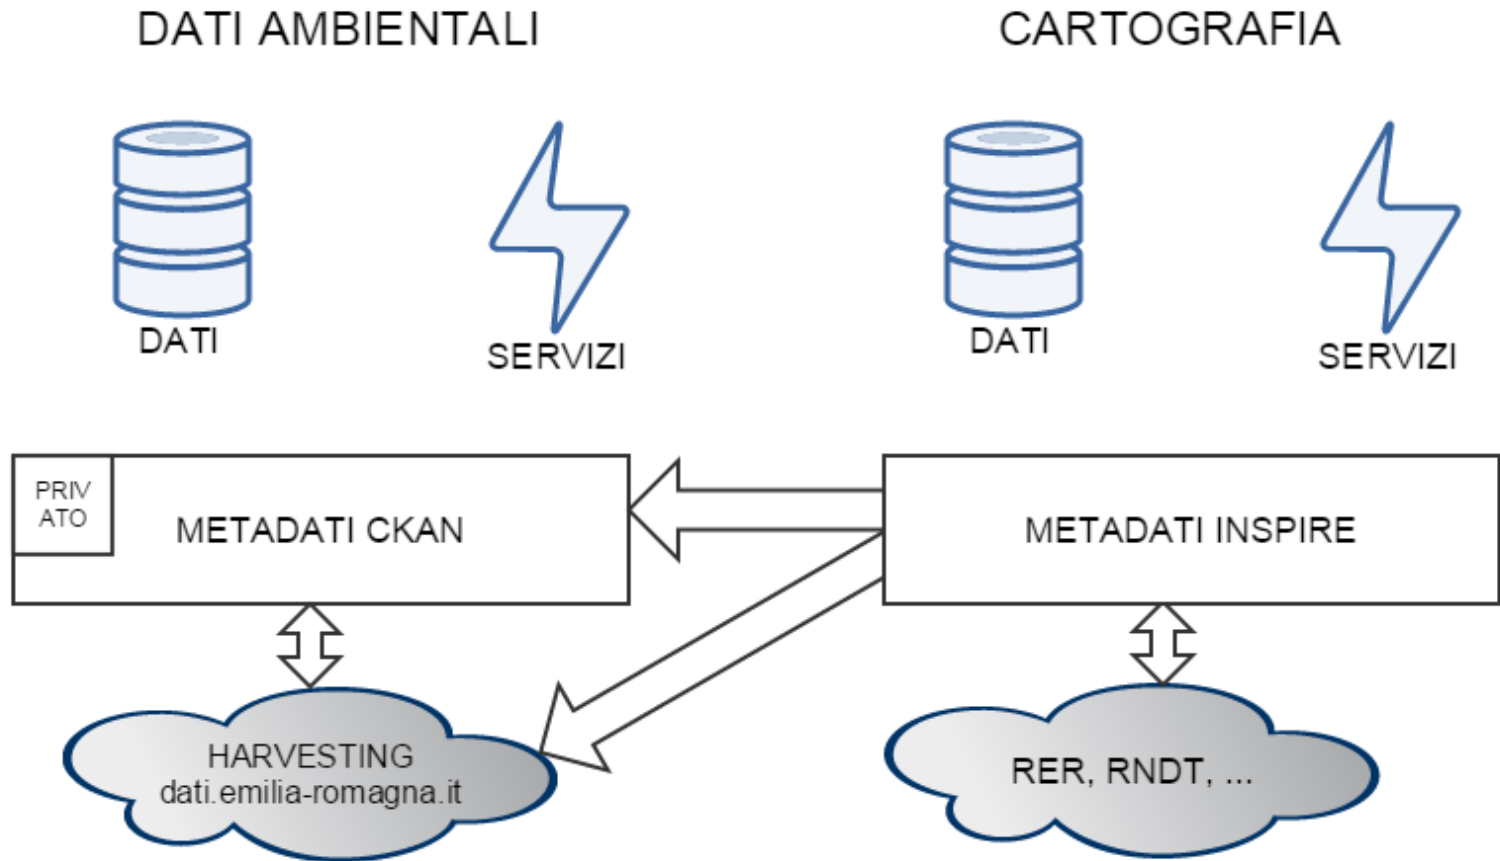 DATI AMBIENTALI
CARTOGRAFIA
DATI
SERVIZI
DATI
SERVIZI
PRIV
ATO
METADATI CKAN
METADATI INSPIRE
HARVESTING
dati.emilia-romagna.it
RER, RNDT, ...